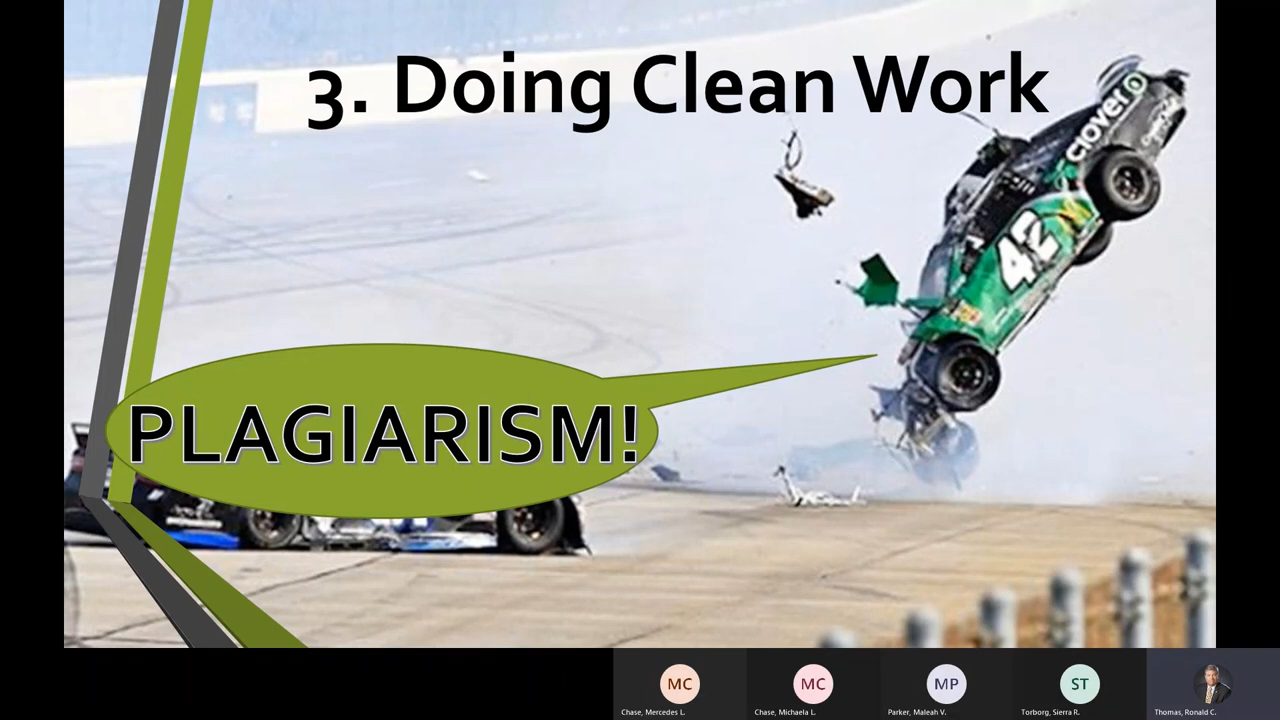 3. Doing Clean Work
clover
42
PLAGIARISM!
MC
Chase, Mercedes L.
MC
Chase, Michaela L.
MP
Parker, Maleah V.
ST
Torborg, Sierra R.
Thomas, Ronald C.